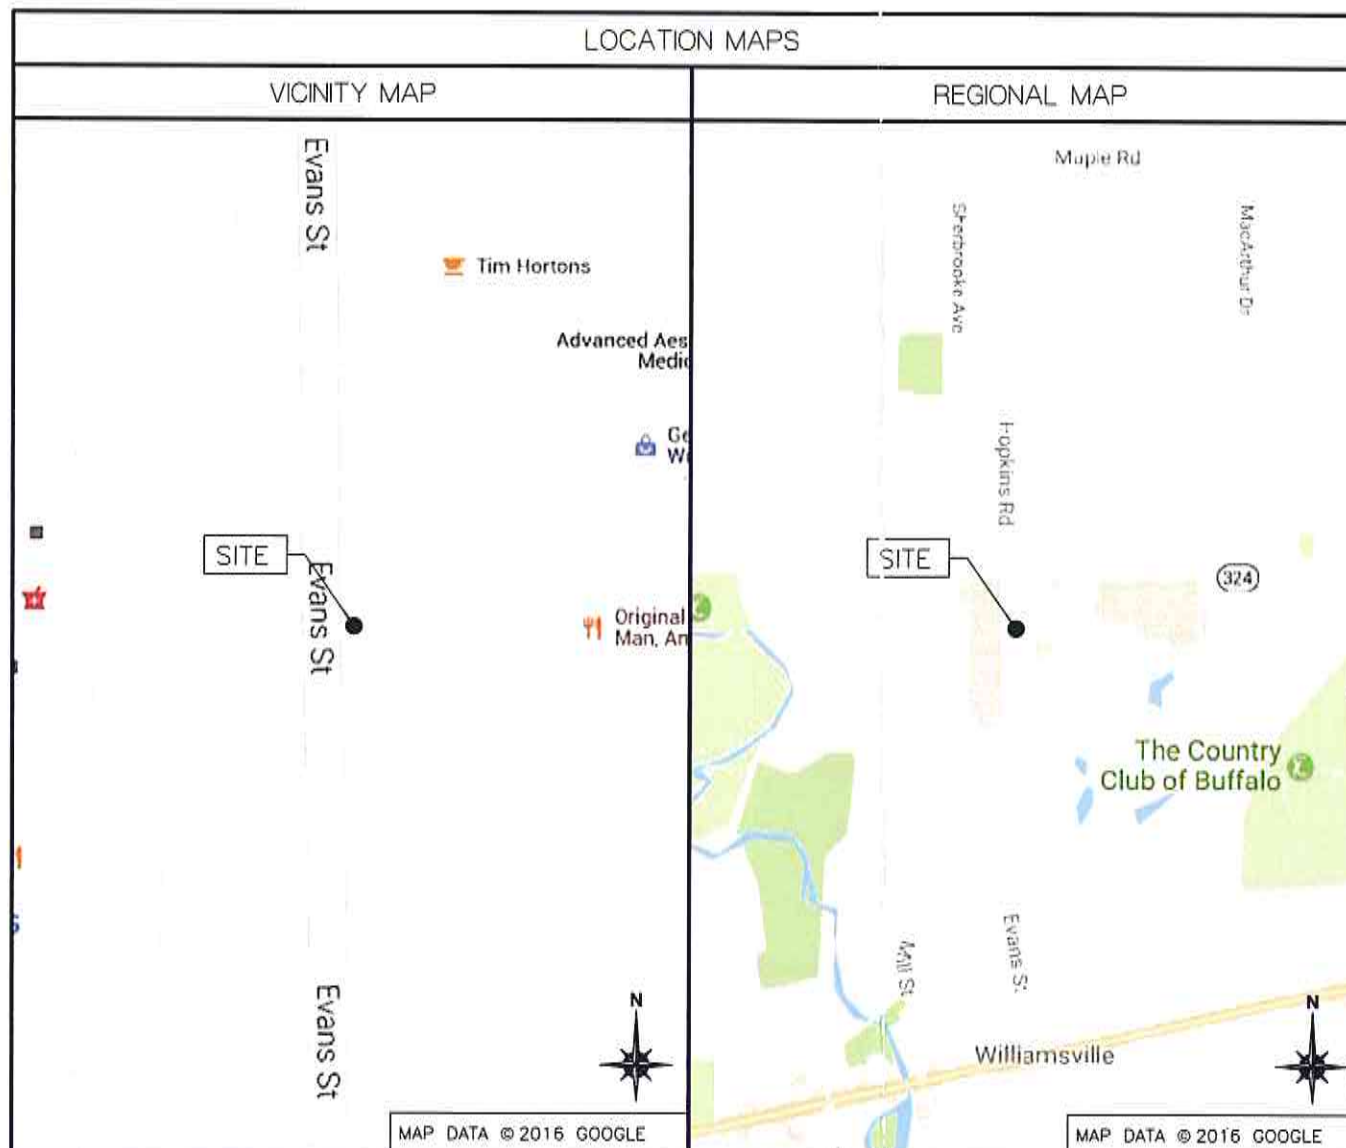 LOCATION MAPS
VICINITY MAP
REGIONAL MAP
Evans St
Tim Hortons
Advanced Aes
Medic
Ge
SITE
Evans St
Original
Man, An
Evans St
N
MAP DATA © 2016 GOOGLE
Maple Rd
Sherbrooke Ave
MacArthur Dr
Hopkins Rd
SITE
324
The Country
Club of Buffalo
Mill St
Evans St
Williamsville
N
MAP DATA © 2016 GOOGLE